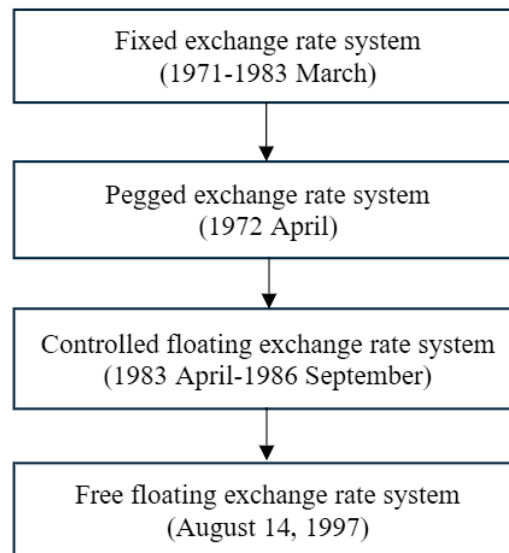 Fixed exchange rate system
(1971-1983 March)
Pegged exchange rate system
(1972 April)
Controlled floating exchange rate system
(1983 April-1986 September)
Free floating exchange rate system
(August 14, 1997)